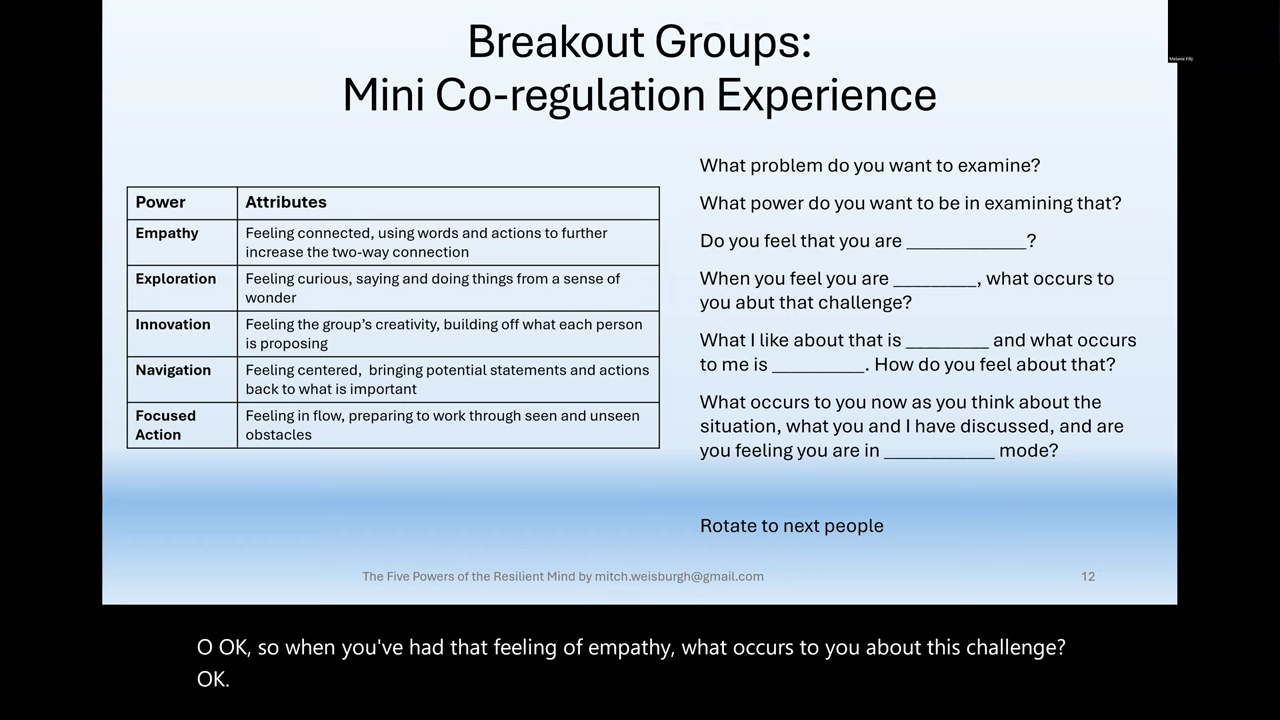 Breakout Groups:
Mini Co-regulation Experience
Melanie Fifty
Power
Attributes
Empathy
Feeling connected, using words and actions to further
increase the two-way connection
Exploration
Feeling curious, saying and doing things from a sense of
wonder
Innovation
Feeling the group's creativity, building off what each person
is proposing
Navigation
Feeling centered,  bringing potential statements and actions
back to what is important
Focused
Action
Feeling in flow, preparing to work through seen and unseen
obstacles
What problem do you want to examine?
What power do you want to be in examining that?
Do you feel that you are _____________?
When you feel you are _________, what occurs to
you abut that challenge?
What I like about that is _________ and what occurs
to me is __________. How do you feel about that?
What occurs to you now as you think about the
situation, what you and I have discussed, and are
you feeling you are in ____________ mode?
Rotate to next people
The Five Powers of the Resilient Mind by mitch.weisburgh@gmail.com
12
O OK, so when you've had that feeling of empathy, what occurs to you about this challenge?
OK.